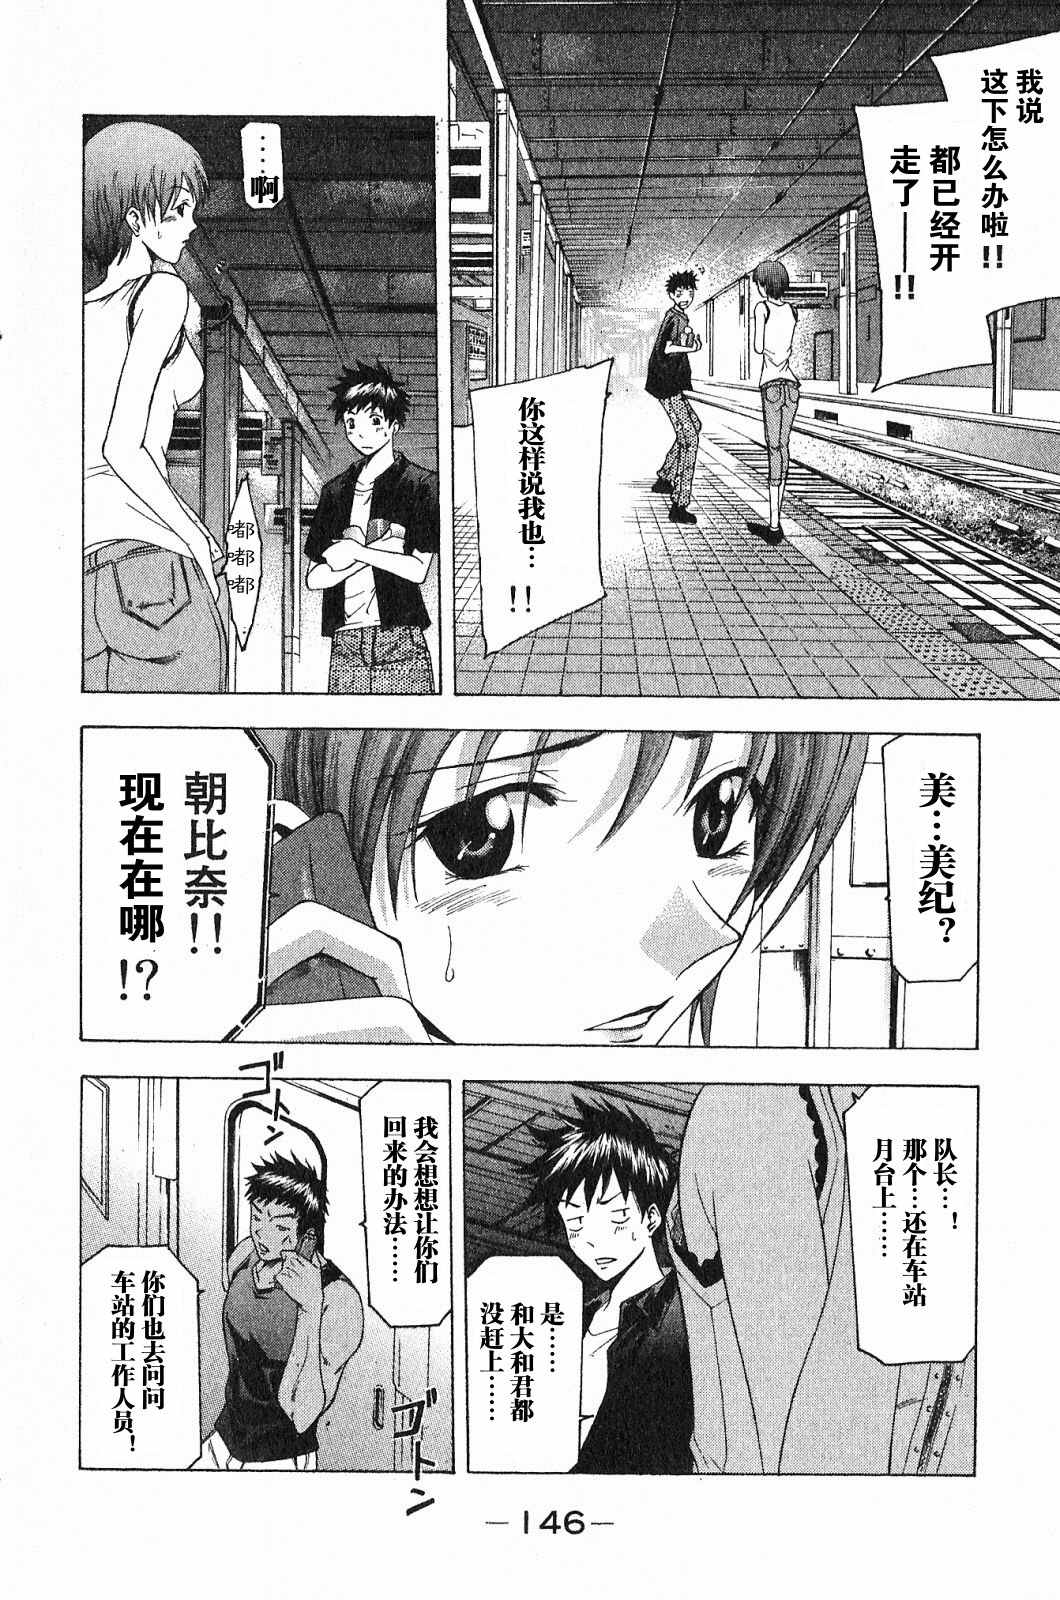 我说
这下怎么办啦!!
都已经开
走了——!!
你这样说我也…
!!
……啊
嘟嘟嘟…
美…美纪?
朝比奈!!
现在在哪
!?
队长…!
那个…还在车站
月台上……
是……
和大和君都
没赶上……
我会想想让你们
回来的办法……
你们也去问问
车站的工作人员!
ゴトン
ゴトン
—146—